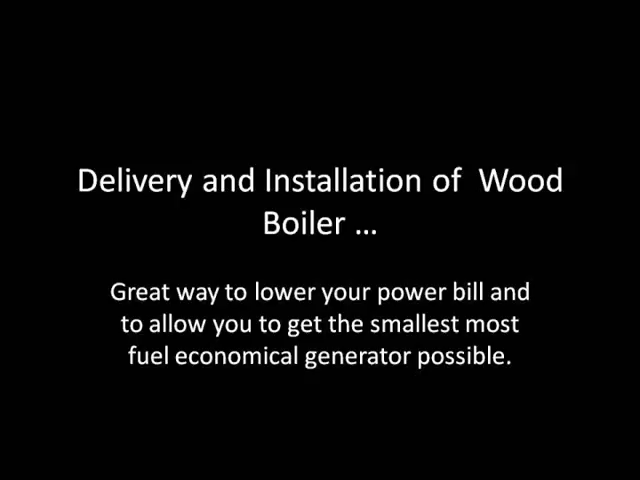 Delivery and Installation of  Wood
Boiler …
Great way to lower your power bill and
to allow you to get the smallest most
fuel economical generator possible.